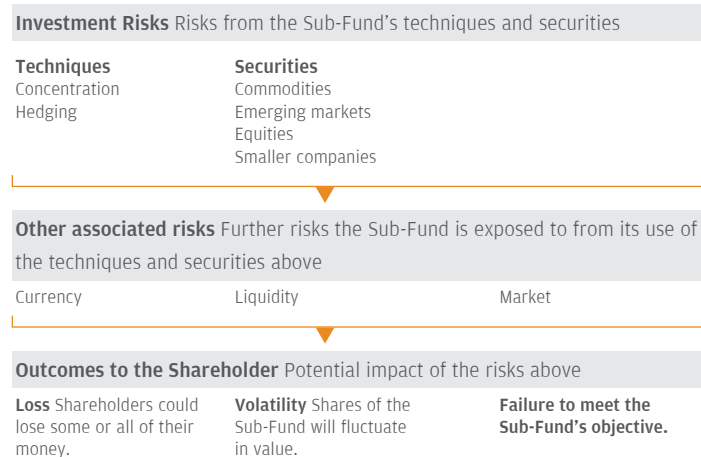 Investment Risks Risks from the Sub-Fund's techniques and securities
Techniques
Concentration
Hedging
Securities
Commodities
Emerging markets
Equities
Smaller companies
Other associated risks Further risks the Sub-Fund is exposed to from its use of
the techniques and securities above
Currency
Liquidity
Market
Outcomes to the Shareholder Potential impact of the risks above
Loss Shareholders could
lose some or all of their
money.
Volatility Shares of the
Sub-Fund will fluctuate
in value.
Failure to meet the
Sub-Fund's objective.